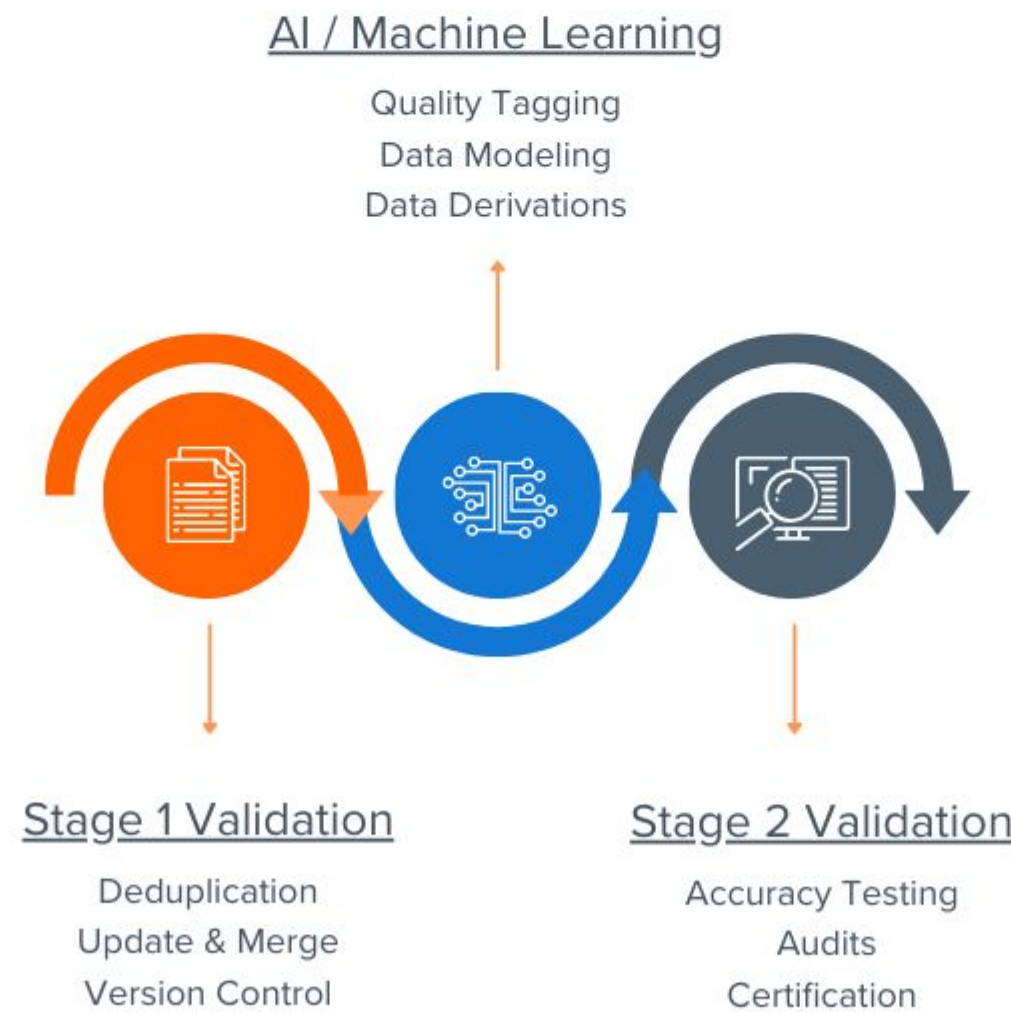 AI / Machine Learning
Quality Tagging
Data Modeling
Data Derivations
Stage 1 Validation
Deduplication
Update & Merge
Version Control
Stage 2 Validation
Accuracy Testing
Audits
Certification